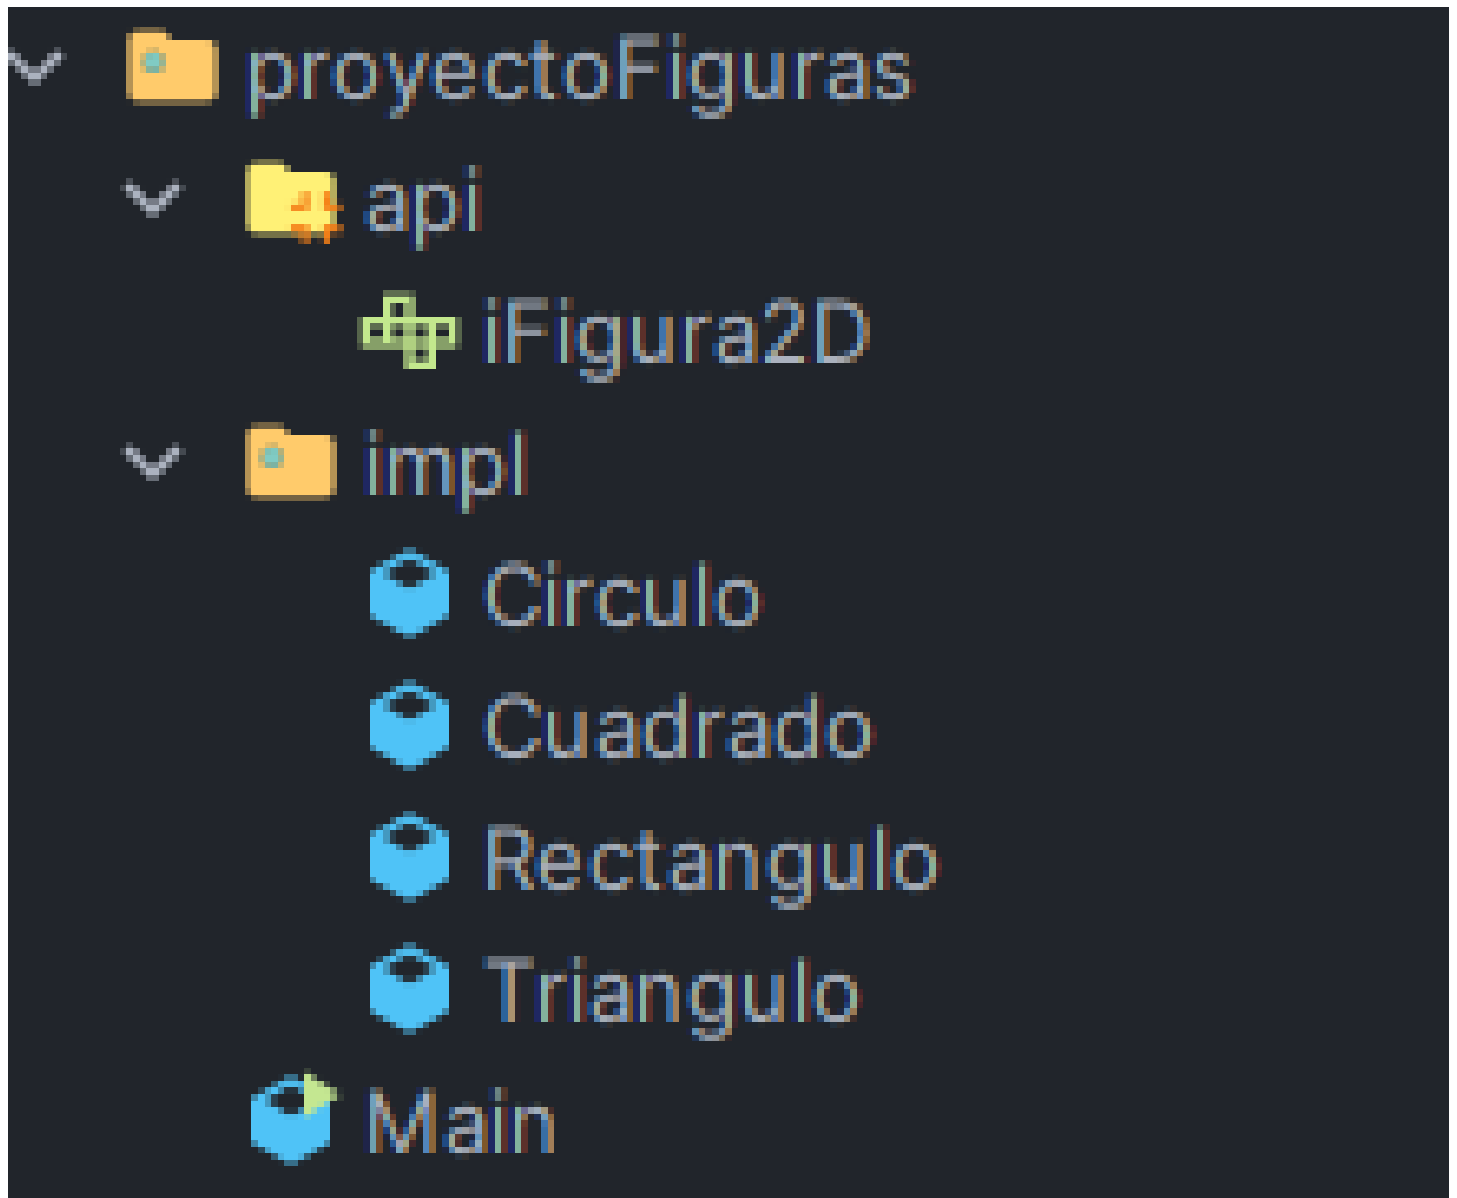 proyectoFiguras
api
iFigura2D
impl
Circulo
Cuadrado
Rectangulo
Triangulo
Main